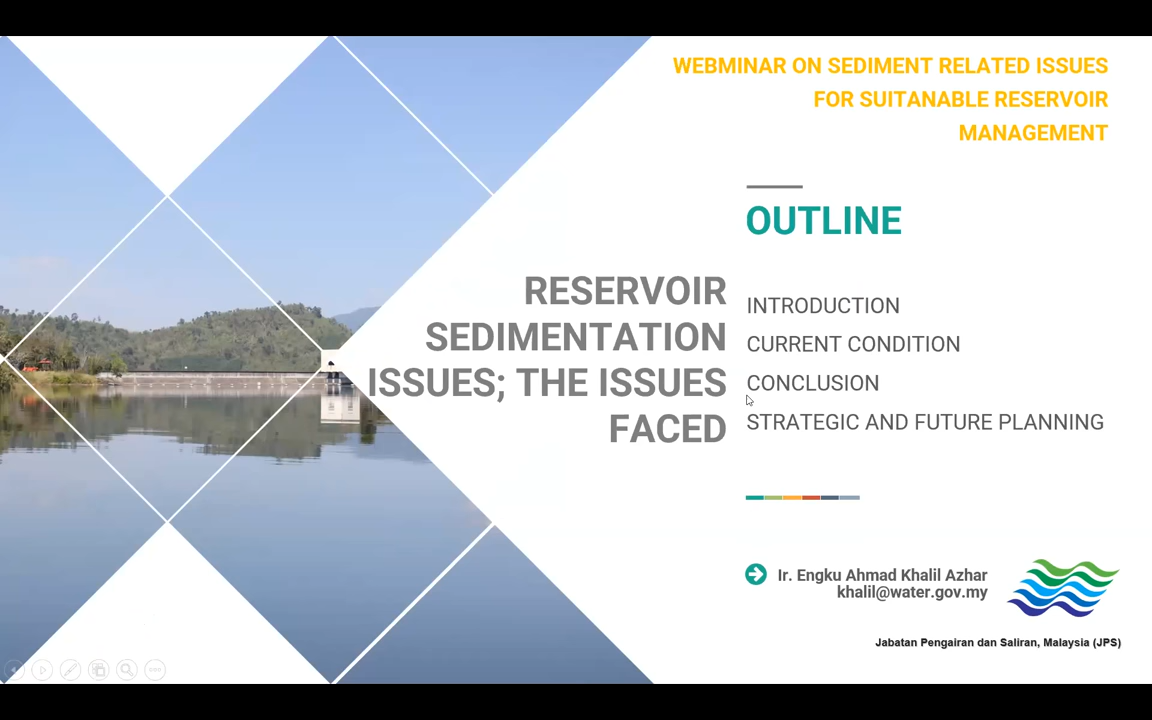 WEBMINAR ON SEDIMENT RELATED ISSUES
FOR SUITANABLE RESERVOIR
MANAGEMENT
OUTLINE
RESERVOIR
SEDIMENTATION
ISSUES; THE ISSUES
FACED
INTRODUCTION
CURRENT CONDITION
CONCLUSION
STRATEGIC AND FUTURE PLANNING
Ir. Engku Ahmad Khalil Azhar
khalil@water.gov.my
Jabatan Pengairan dan Saliran, Malaysia (JPS)